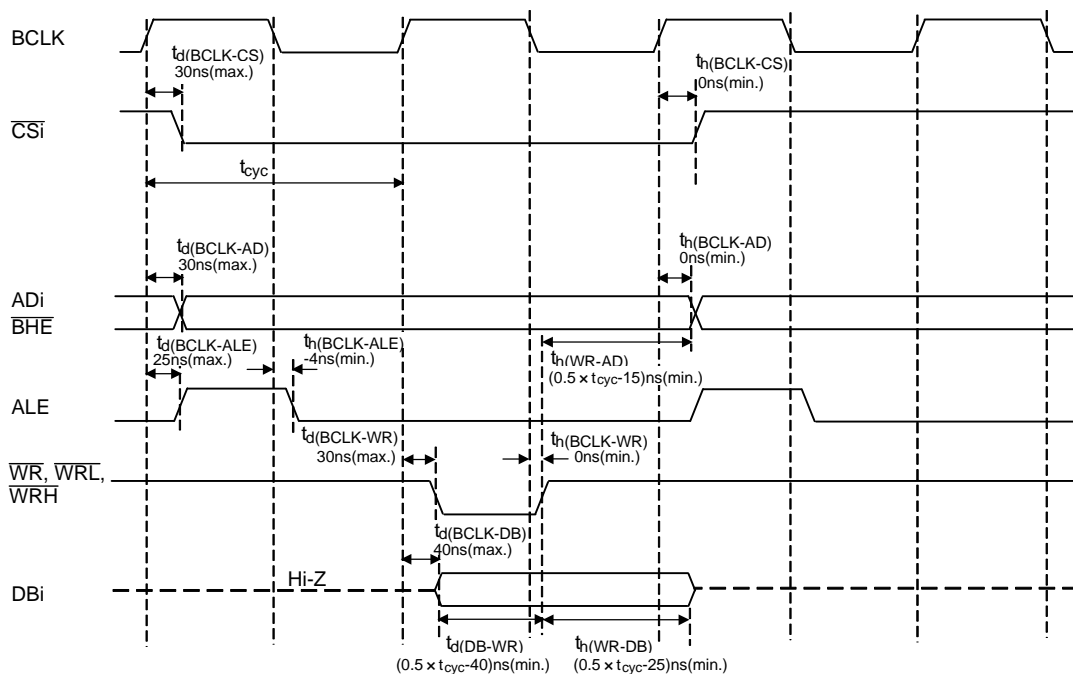 BCLK
td(BCLK-CS)
30ns(max.)
th(BCLK-CS)
0ns(min.)
CSi
tcyc
td(BCLK-AD)
30ns(max.)
th(BCLK-AD)
0ns(min.)
ADi
BHE
td(BCLK-ALE)
25ns(max.)
th(BCLK-ALE)
-4ns(min.)
th(WR-AD)
(0.5 × tcyc-15)ns(min.)
ALE
td(BCLK-WR)
30ns(max.)
th(BCLK-WR)
0ns(min.)
WR, WRL,
WRH
td(BCLK-DB)
40ns(max.)
Hi-Z
DBi
td(DB-WR)
(0.5 × tcyc-40)ns(min.)
th(WR-DB)
(0.5 × tcyc-25)ns(min.)